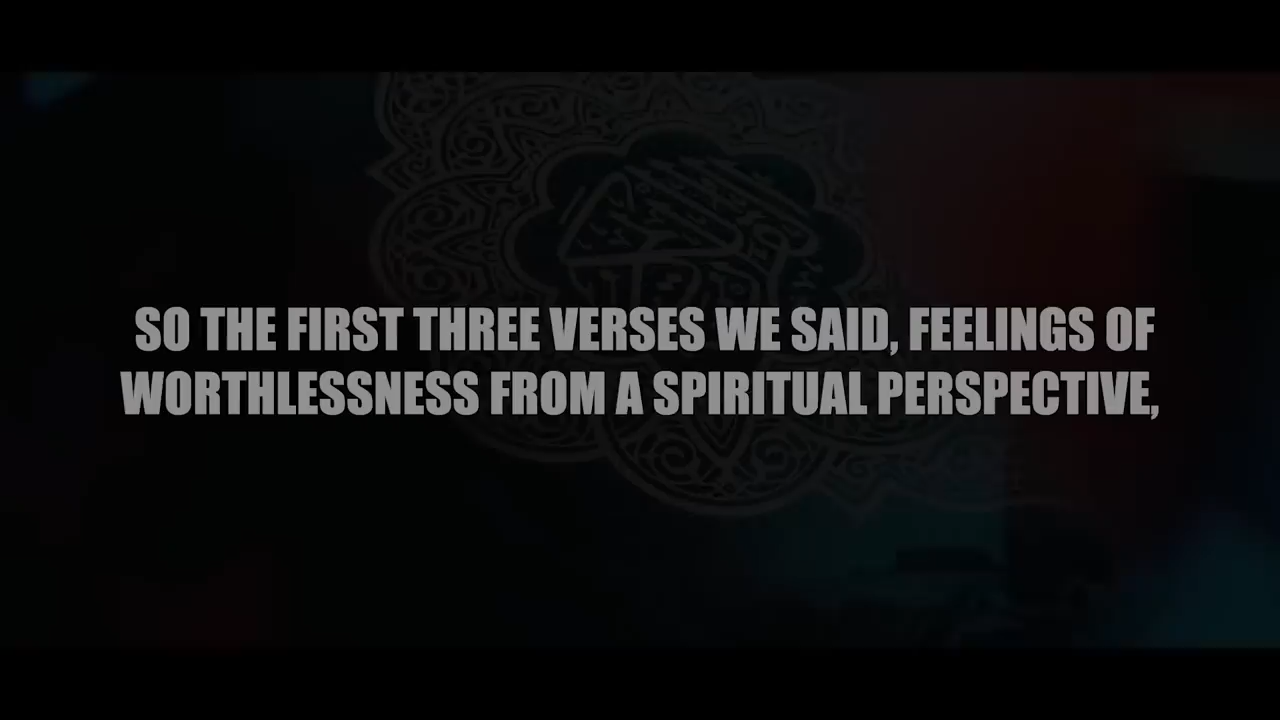 SO THE FIRST THREE VERSES WE SAID, FEELINGS OF
WORTHLESSNESS FROM A SPIRITUAL PERSPECTIVE,